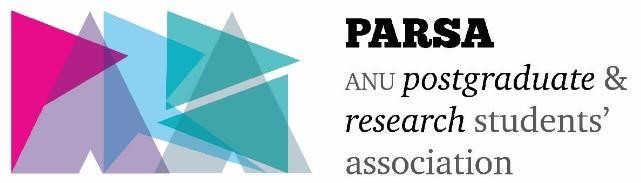 PARSA
ANU postgraduate &
research students’
association